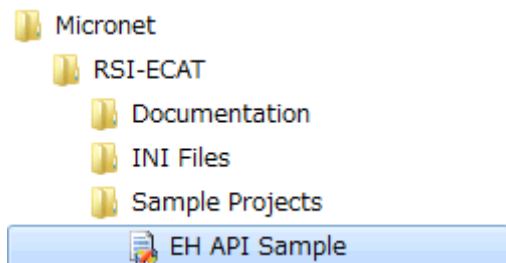 Micronet
RSI-ECAT
Documentation
INI Files
Sample Projects
EH API Sample